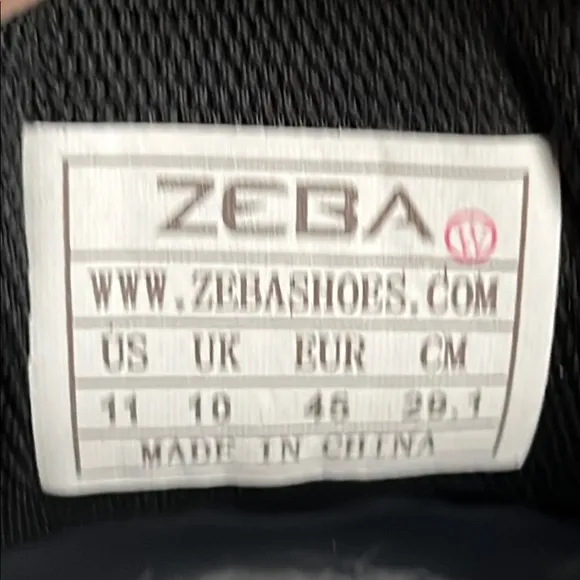 ZEBA
W
WWW.ZEBASHOES.COM
US UK EUR CM
11 10 45 29.1
MADE IN CHINA